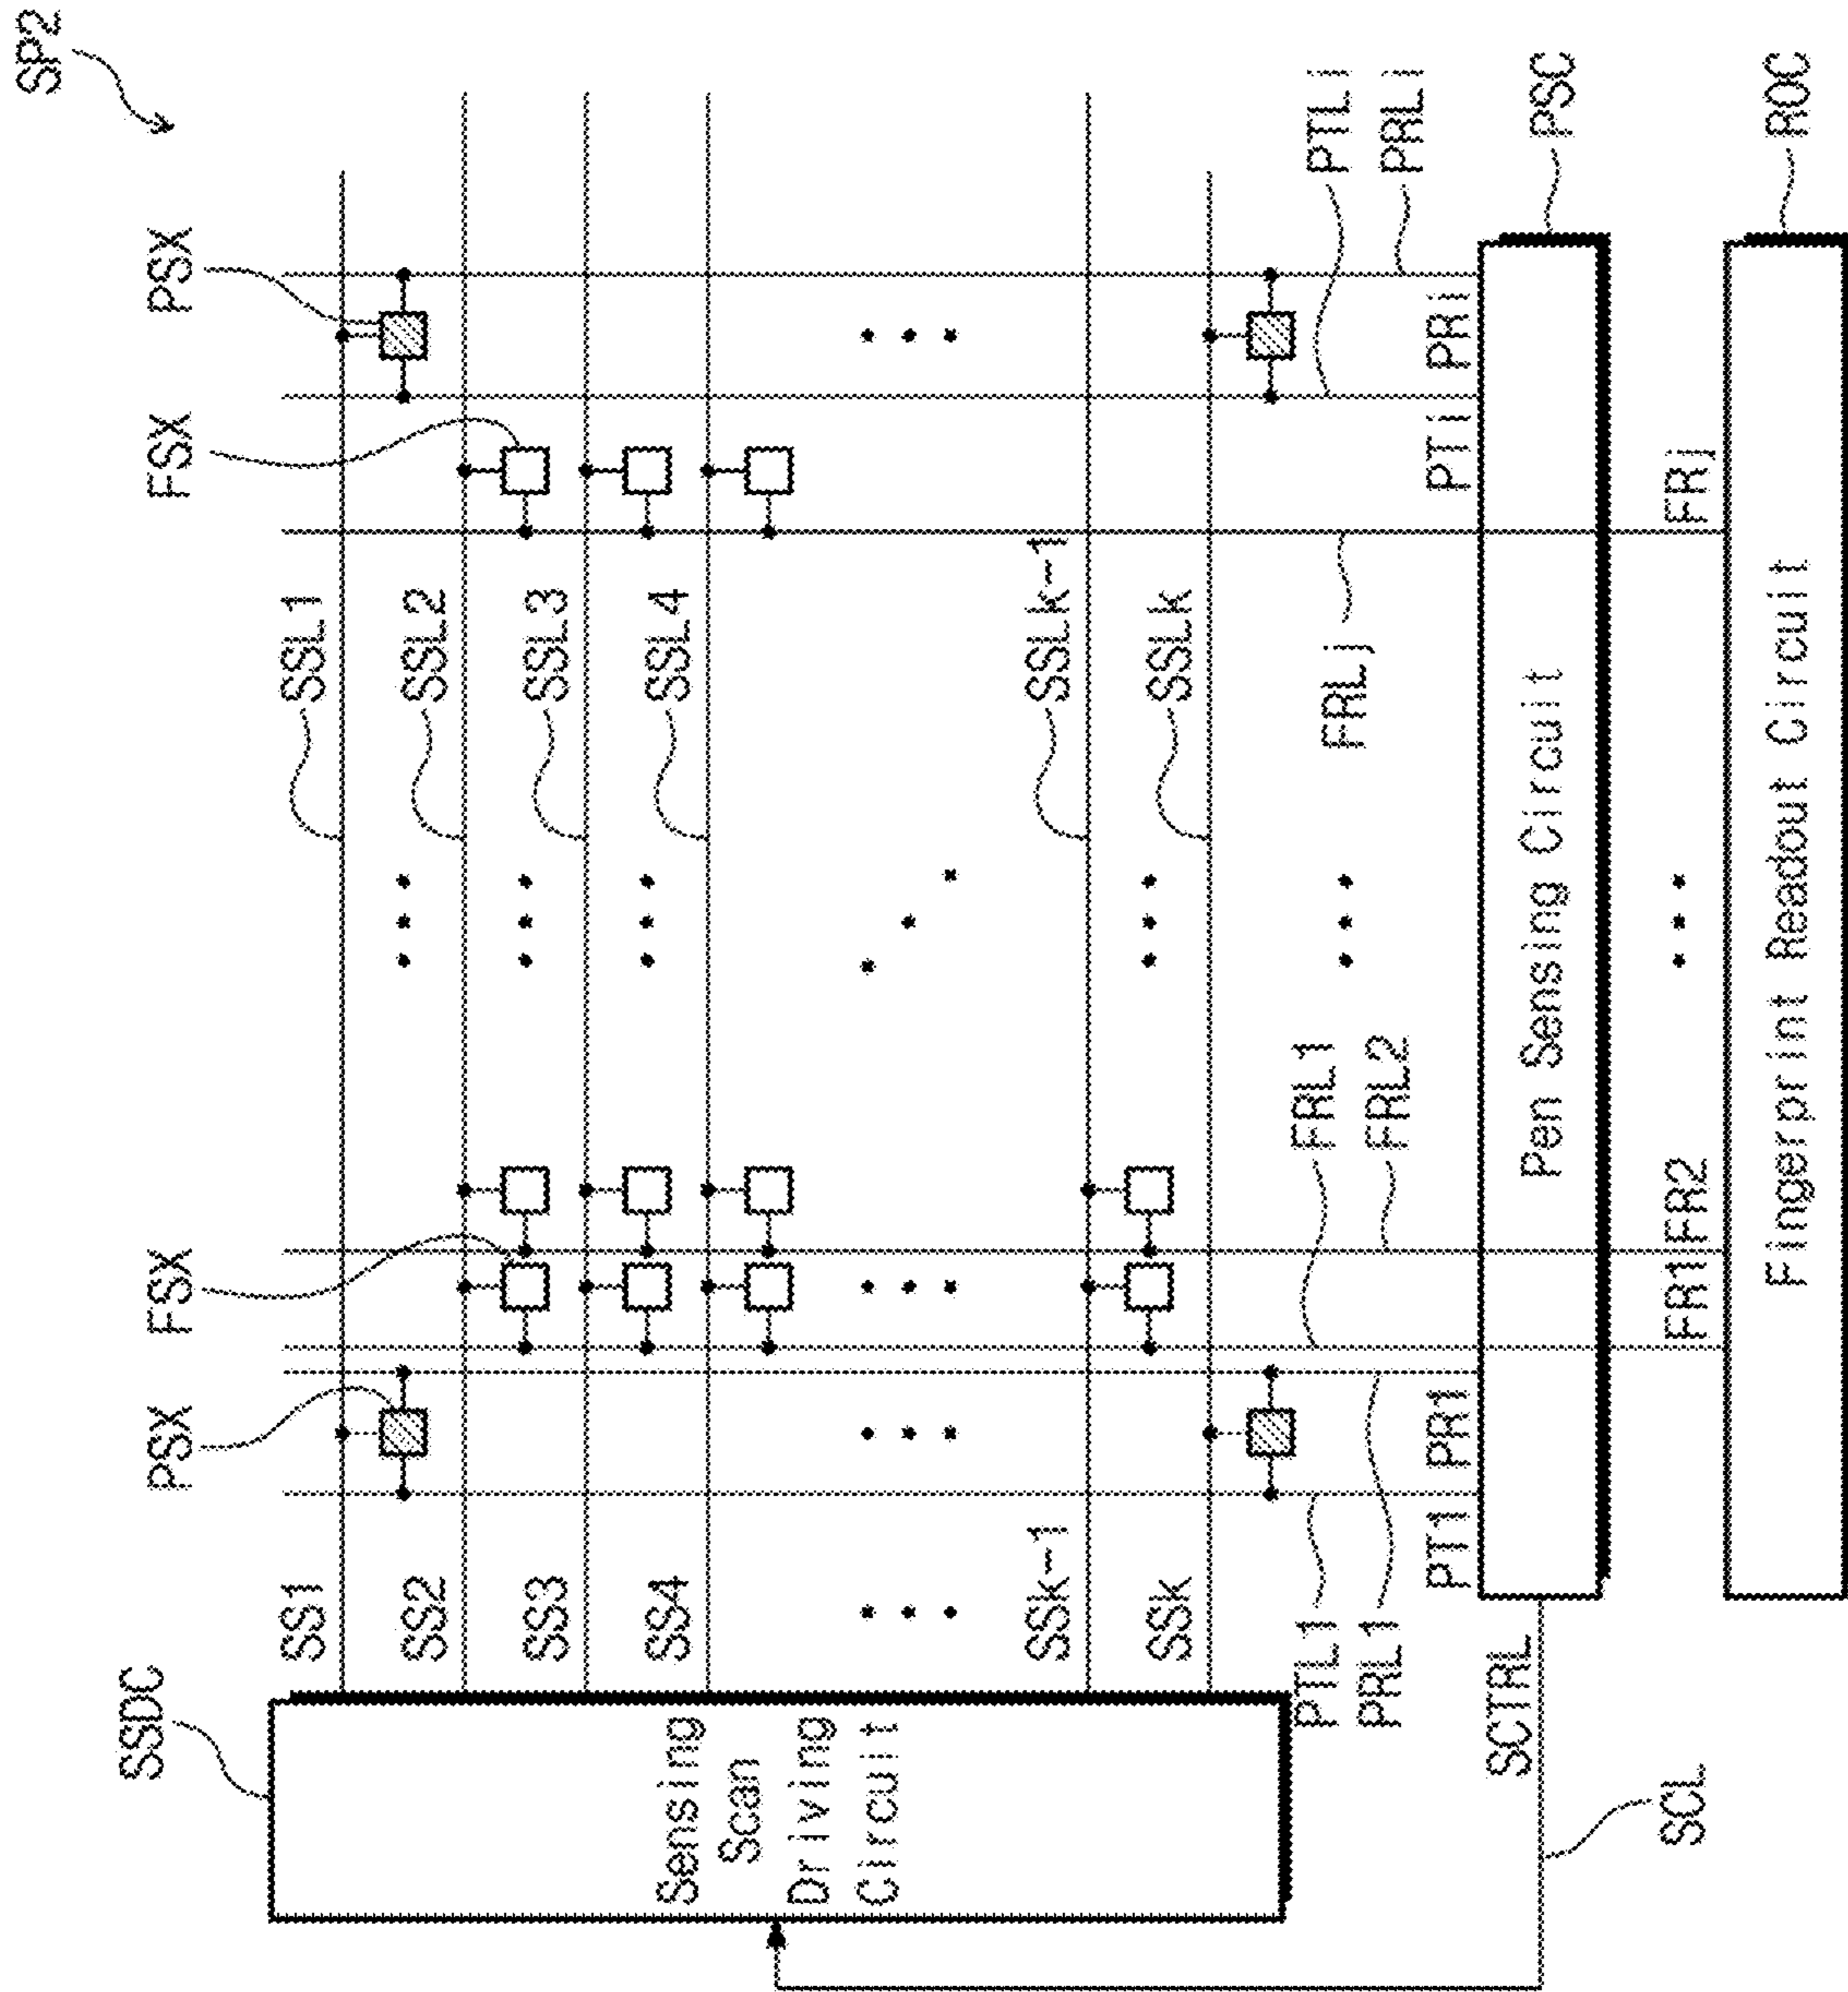 SP2
PSX
FSX
FSX
PSX
SSDC
SS1
SSL1
SS2
SSL2
SS3
SSL3
SS4
SSL4
SSk-1
SSLk-1
SSk
SSLk
Sensing
Scan
Driving
Circuit
PTL1
PRL1
FRL1
FRL2
FRLj
PTLi
PRLi
PT1
PR1
PTi
PRi
SCTRL
SCL
Pen Sensing Circuit
PSC
FR1
FR2
FRj
Fingerprint Readout Circuit
ROC